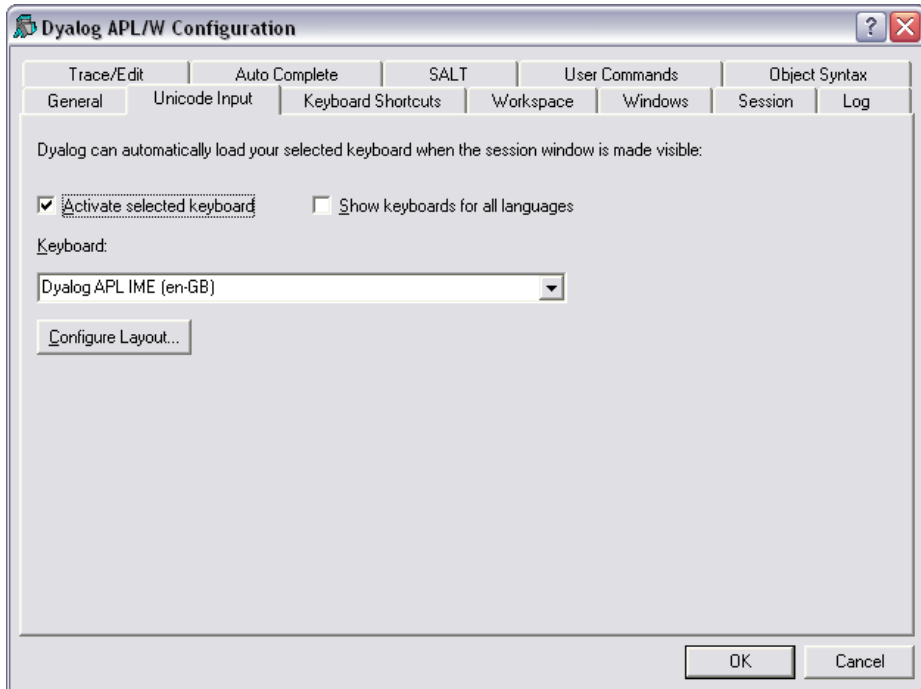 Dyalog APL/W Configuration
Trace/Edit Auto Complete SALT User Commands Object Syntax
General Unicode Input Keyboard Shortcuts Workspace Windows Session Log
Dyalog can automatically load your selected keyboard when the session window is made visible:
Activate selected keyboard Show keyboards for all languages
Keyboard:
Dyalog APL IME (en-GB)
Configure Layout...
OK Cancel